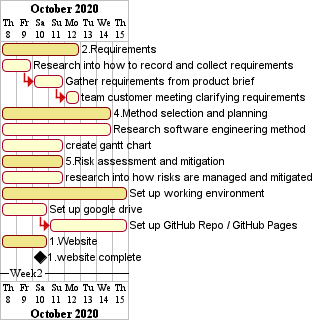 October 2020
Th Fr Sa Su Mo Tu We Th
8 9 10 11 12 13 14 15
2.Requirements
Research into how to record and collect requirements
Gather requirements from product brief
team customer meeting clarifying requirements
4.Method selection and planning
Research software engineering method
create gantt chart
5.Risk assessment and mitigation
research into how risks are managed and mitigated
Set up working environment
Set up google drive
Set up GitHub Repo / GitHub Pages
1.Website
1.website complete
Week2
Th Fr Sa Su Mo Tu We Th
8 9 10 11 12 13 14 15
October 2020